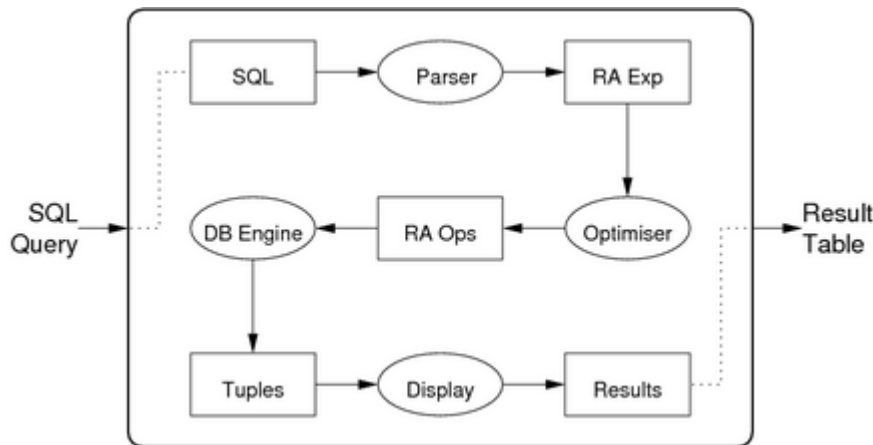 SQL
Parser
RA Exp
SQL
Query
DB Engine
RA Ops
Optimiser
Result
Table
Tuples
Display
Results